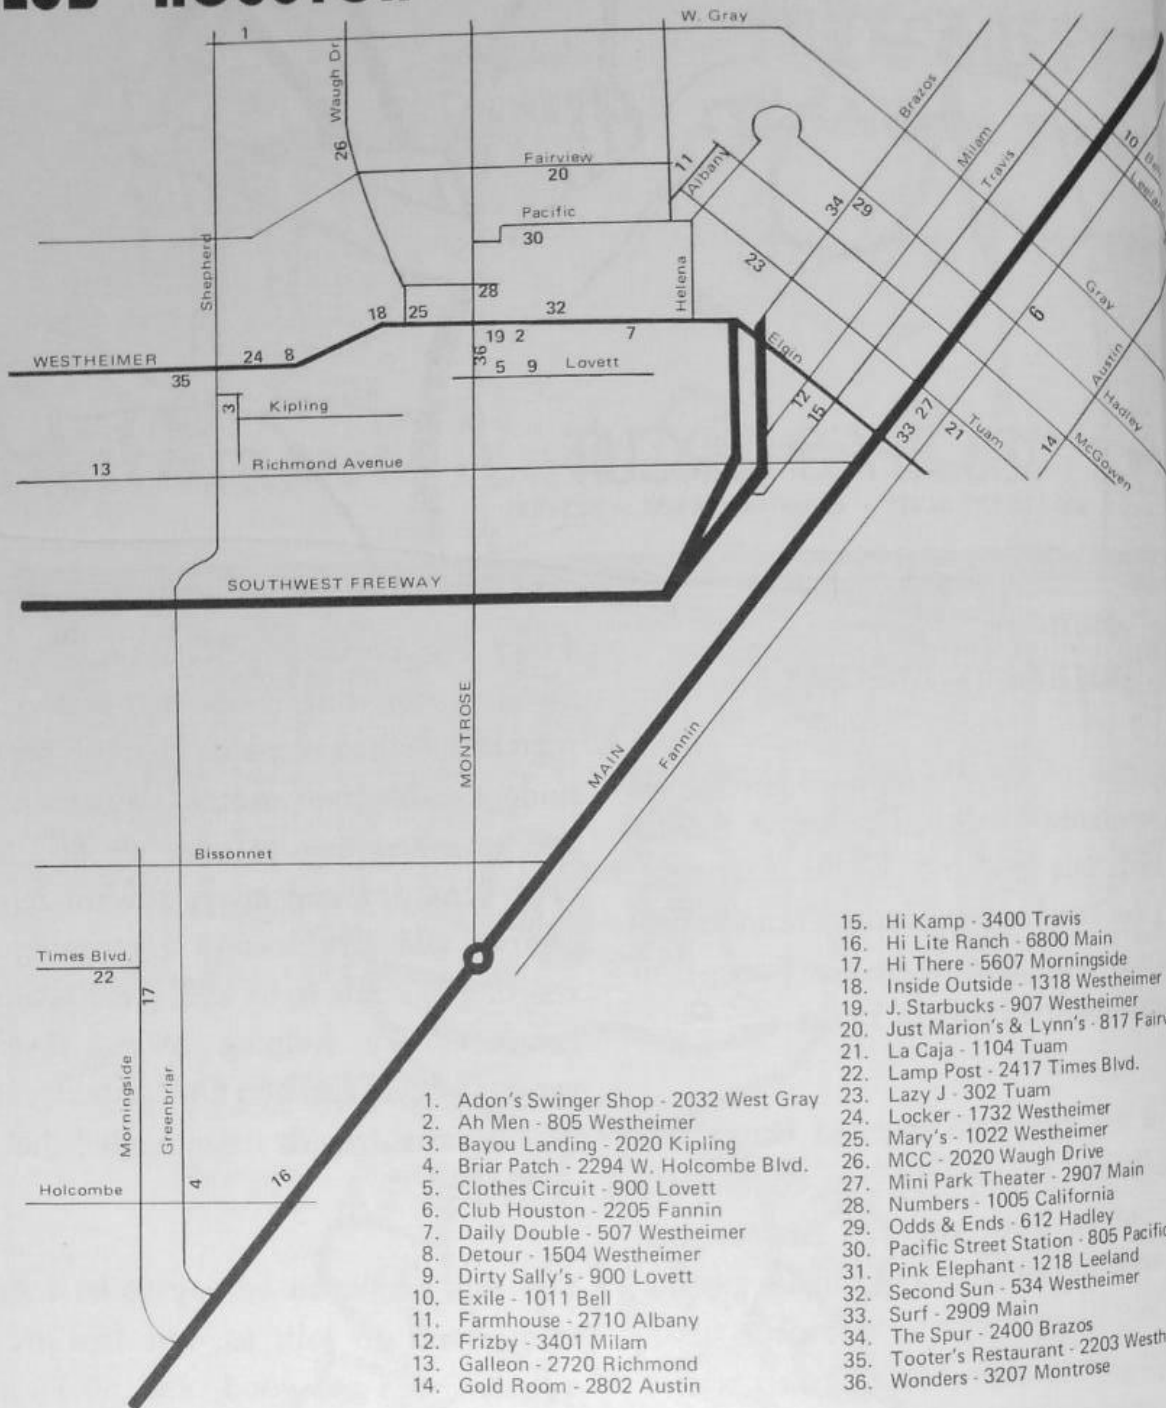 HOUSTON
W. Gray
1
Waugh Dr
Brazos
Milam
Travis
10
26
Fairview
20
11
Albany
34
29
Leeland
Pacific
30
23
Shepherd
Helena
28
Gray
6
18
25
32
19
2
7
Elgin
Austin
WESTHEIMER
24
8
36
5
9
Lovett
35
12
15
Hadley
3
Kipling
33
27
21
Tuam
14
McGowen
13
Richmond Avenue
SOUTHWEST FREEWAY
MONTROSE
MAIN
Fannin
Bissonnet
Times Blvd.
22
17
Morningside
Greenbriar
4
16
Holcombe
1. Adon's Swinger Shop - 2032 West Gray
2. Ah Men - 805 Westheimer
3. Bayou Landing - 2020 Kipling
4. Briar Patch - 2294 W. Holcombe Blvd.
5. Clothes Circuit - 900 Lovett
6. Club Houston - 2205 Fannin
7. Daily Double - 507 Westheimer
8. Detour - 1504 Westheimer
9. Dirty Sally's - 900 Lovett
10. Exile - 1011 Bell
11. Farmhouse - 2710 Albany
12. Frizby - 3401 Milam
13. Galleon - 2720 Richmond
14. Gold Room - 2802 Austin
15. Hi Kamp - 3400 Travis
16. Hi Lite Ranch - 6800 Main
17. Hi There - 5607 Morningside
18. Inside Outside - 1318 Westheimer
19. J. Starbucks - 907 Westheimer
20. Just Marion's & Lynn's - 817
21. La Caja - 1104 Tuam
22. Lamp Post - 2417 Times Blvd.
23. Lazy J - 302 Tuam
24. Locker - 1732 Westheimer
25. Mary's - 1022 Westheimer
26. MCC - 2020 Waugh Drive
27. Mini Park Theater - 2907 Main
28. Numbers - 1005 California
29. Odds & Ends - 612 Hadley
30. Pacific Street Station - 805 Pacific
31. Pink Elephant - 1218 Leeland
32. Second Sun - 534 Westheimer
33. Surf - 2909 Main
34. The Spur - 2400 Brazos
35. Tooter's Restaurant - 2203
36. Wonders - 3207 Montrose